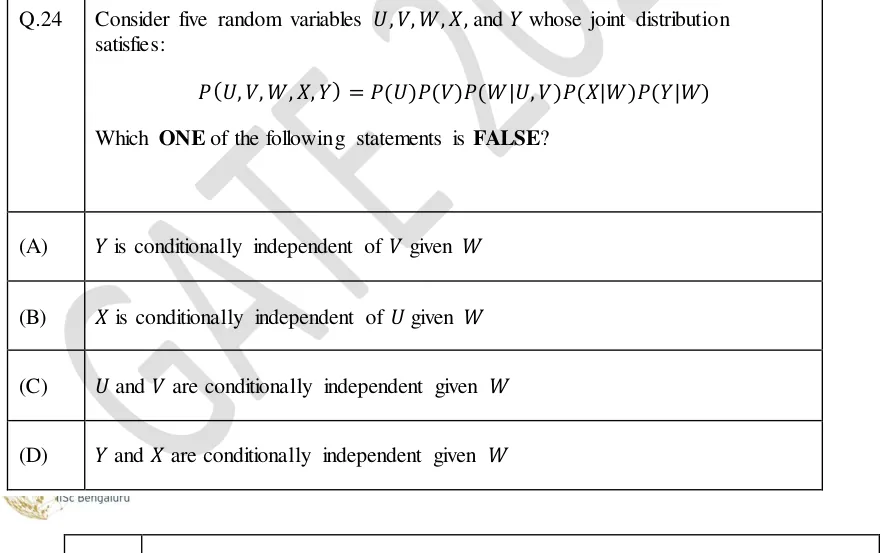 Q.24 Consider five random variables U, V, W, X, and Y whose joint distribution
satisfies:
P(U, V, W, X, Y) = P(U)P(V)P(W|U, V)P(X|W)P(Y|W)
Which ONE of the following statements is FALSE?
(A) Y is conditionally independent of V given W
(B) X is conditionally independent of U given W
(C) U and V are conditionally independent given W
(D) Y and X are conditionally independent given W
IISc Bengaluru
GATE 202